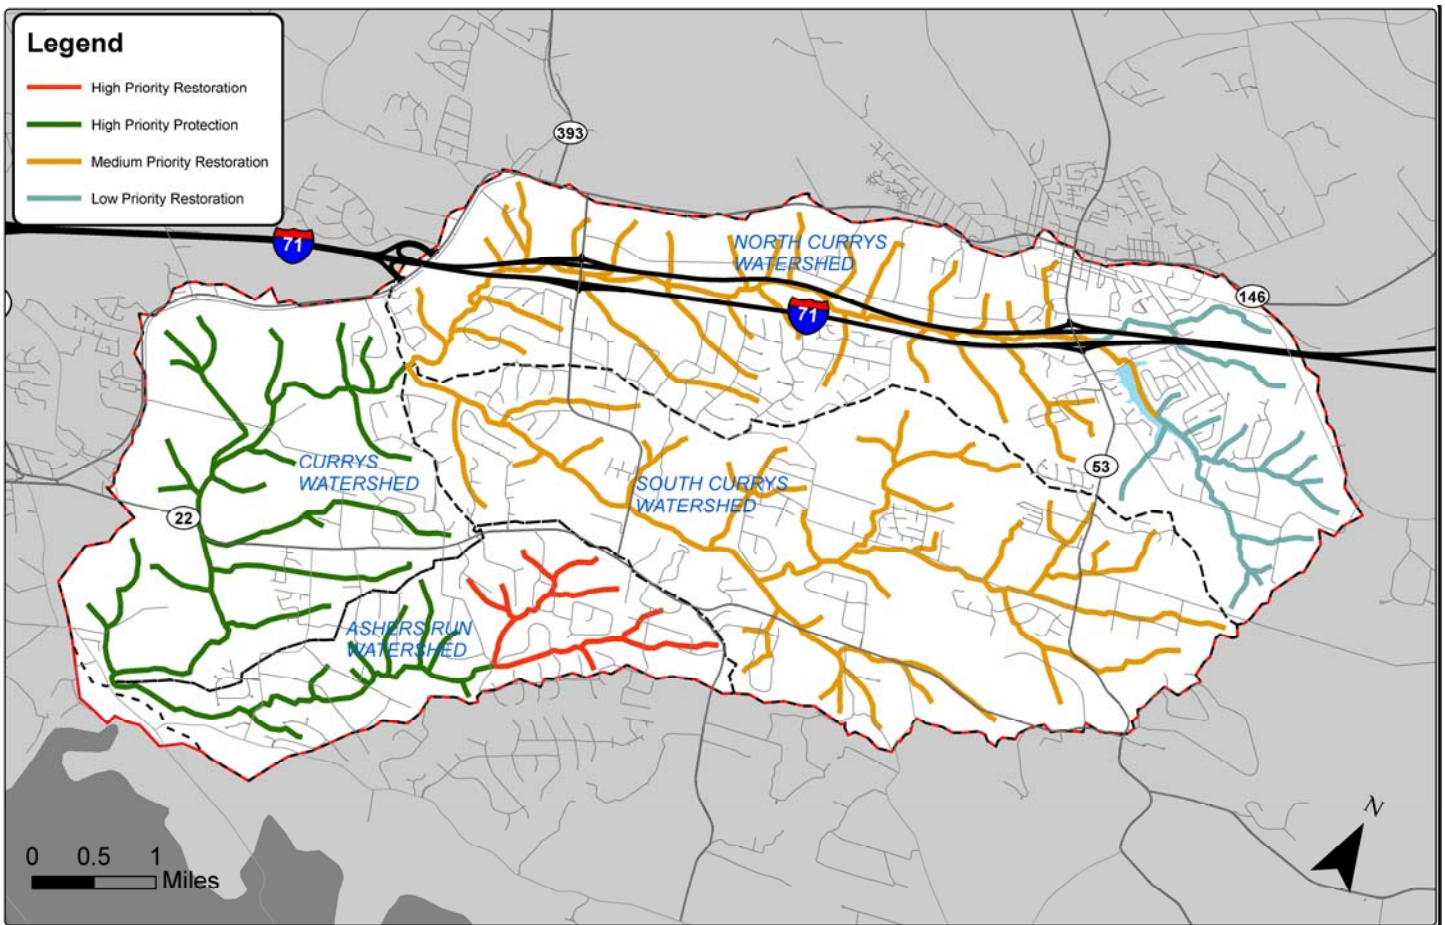 Legend
High Priority Restoration
High Priority Protection
Medium Priority Restoration
Low Priority Restoration
393
71
NORTH CURRYS
WATERSHED
146
71
CURRYS
WATERSHED
53
SOUTH CURRYS
WATERSHED
22
ASHERS RUN
WATERSHED
N
0 0.5 1
Miles